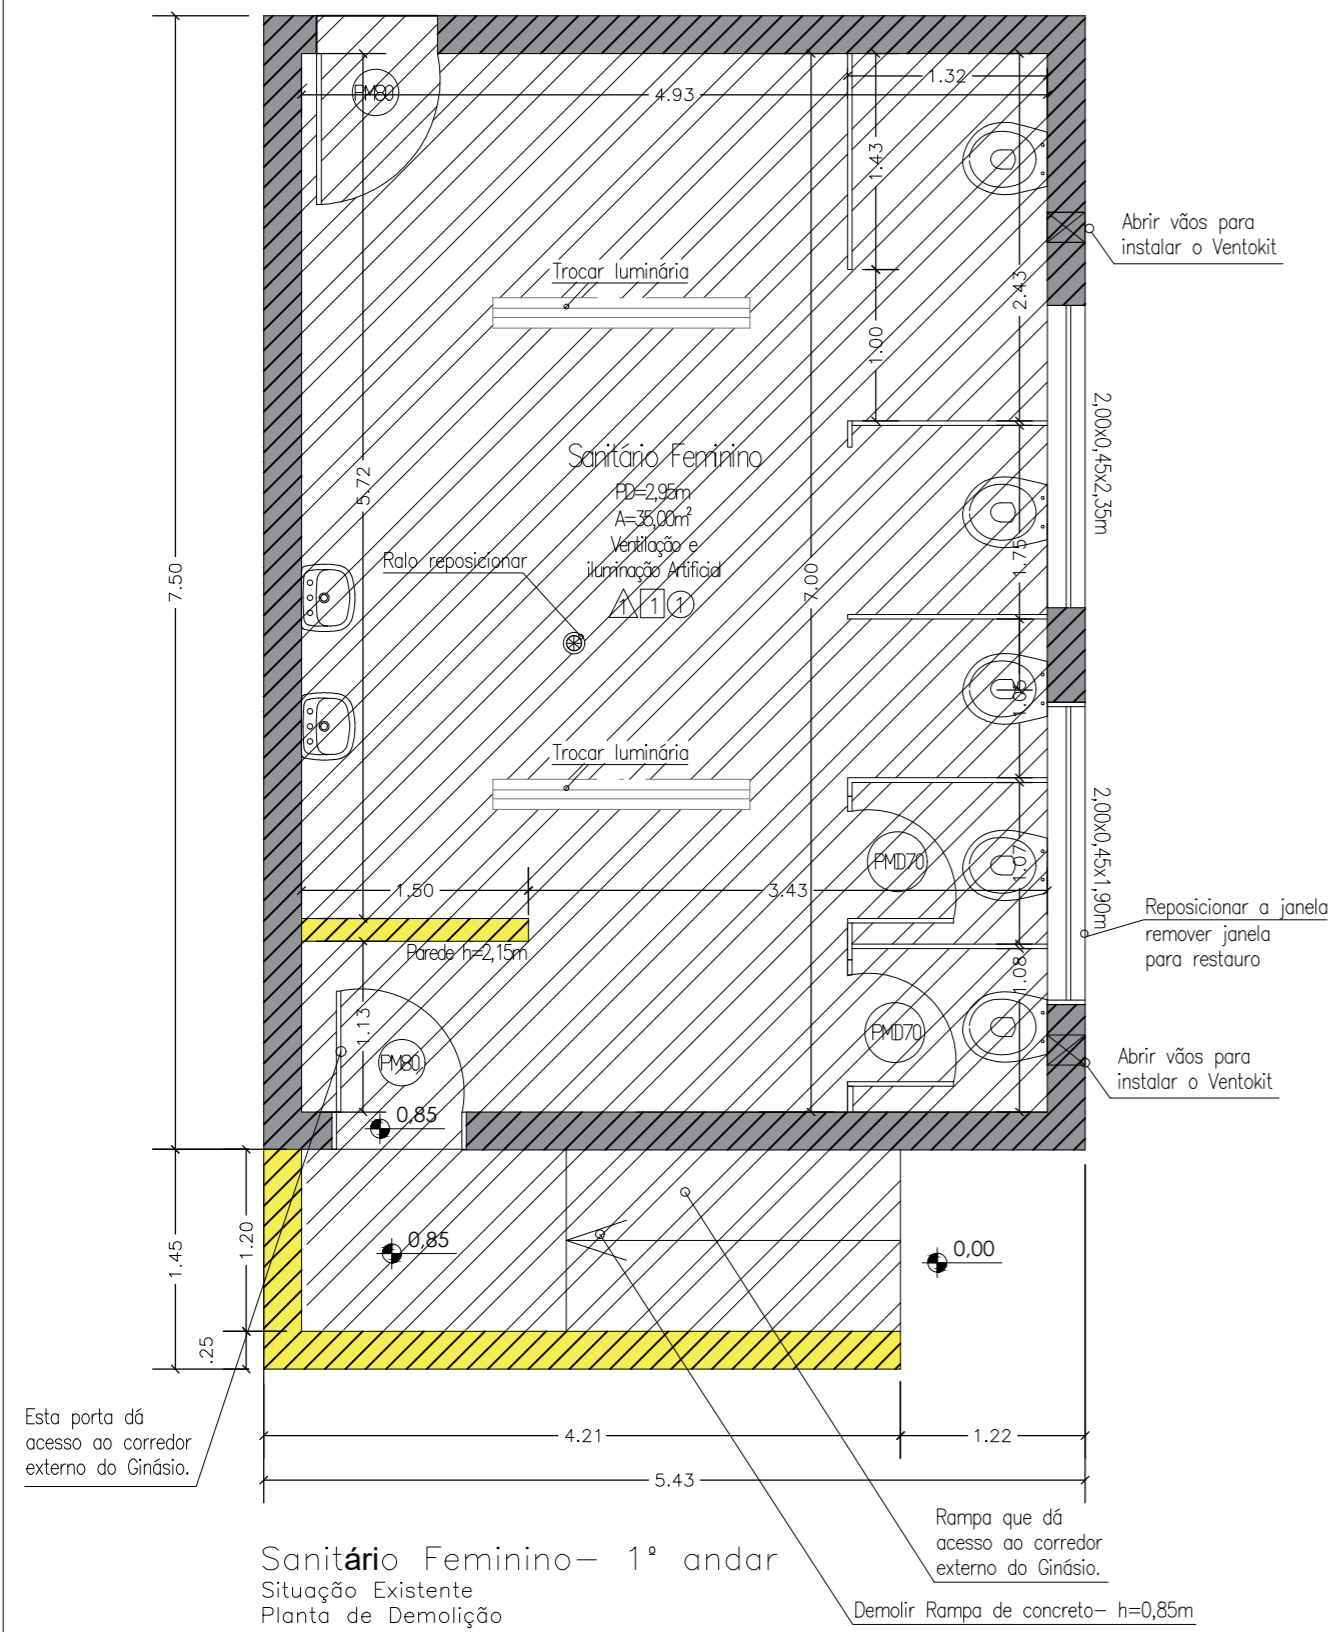 1.32
4.93
PM80
1.43
Abrir vãos para
instalar o Ventokit
Trocar luminária
2.43
1.00
2,00x0,45x2,35m
Sanitário Feminino
PD=2,95m
A=35,00m²
Ventilação e
iluminação Artificial
1 1 1
5.72
Ralo reposicionar
7.50
7.00
1.75
1.05
Trocar luminária
2,00x0,45x1,90m
PMD70
1.07
1.50
3.43
Reposicionar a janela
remover janela
para restauro
Parede h=2,15m
1.08
1.13
PM80
PMD70
Abrir vãos para
instalar o Ventokit
0,85
1.45
1.20
0,85
0,00
.25
Esta porta dá
acesso ao corredor
externo do Ginásio.
4.21
1.22
5.43
Rampa que dá
acesso ao corredor
externo do Ginásio.
Sanitário Feminino– 1º andar
Situação Existente
Planta de Demolição
Demolir Rampa de concreto– h=0,85m